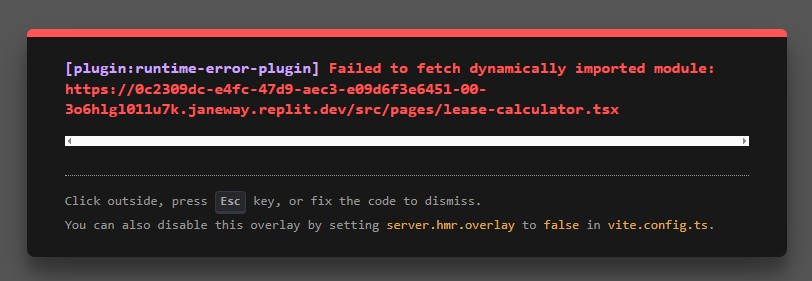 [plugin:runtime-error-plugin] Failed to fetch dynamically imported module:
https://0c2309dc-e4fc-47d9-aec3-e09d6f3e6451-00-
3o6hlgl011u7k.janeway.replit.dev/src/pages/lease-calculator.tsx
Click outside, press Esc key, or fix the code to dismiss.
You can also disable this overlay by setting server.hmr.overlay to false in vite.config.ts.